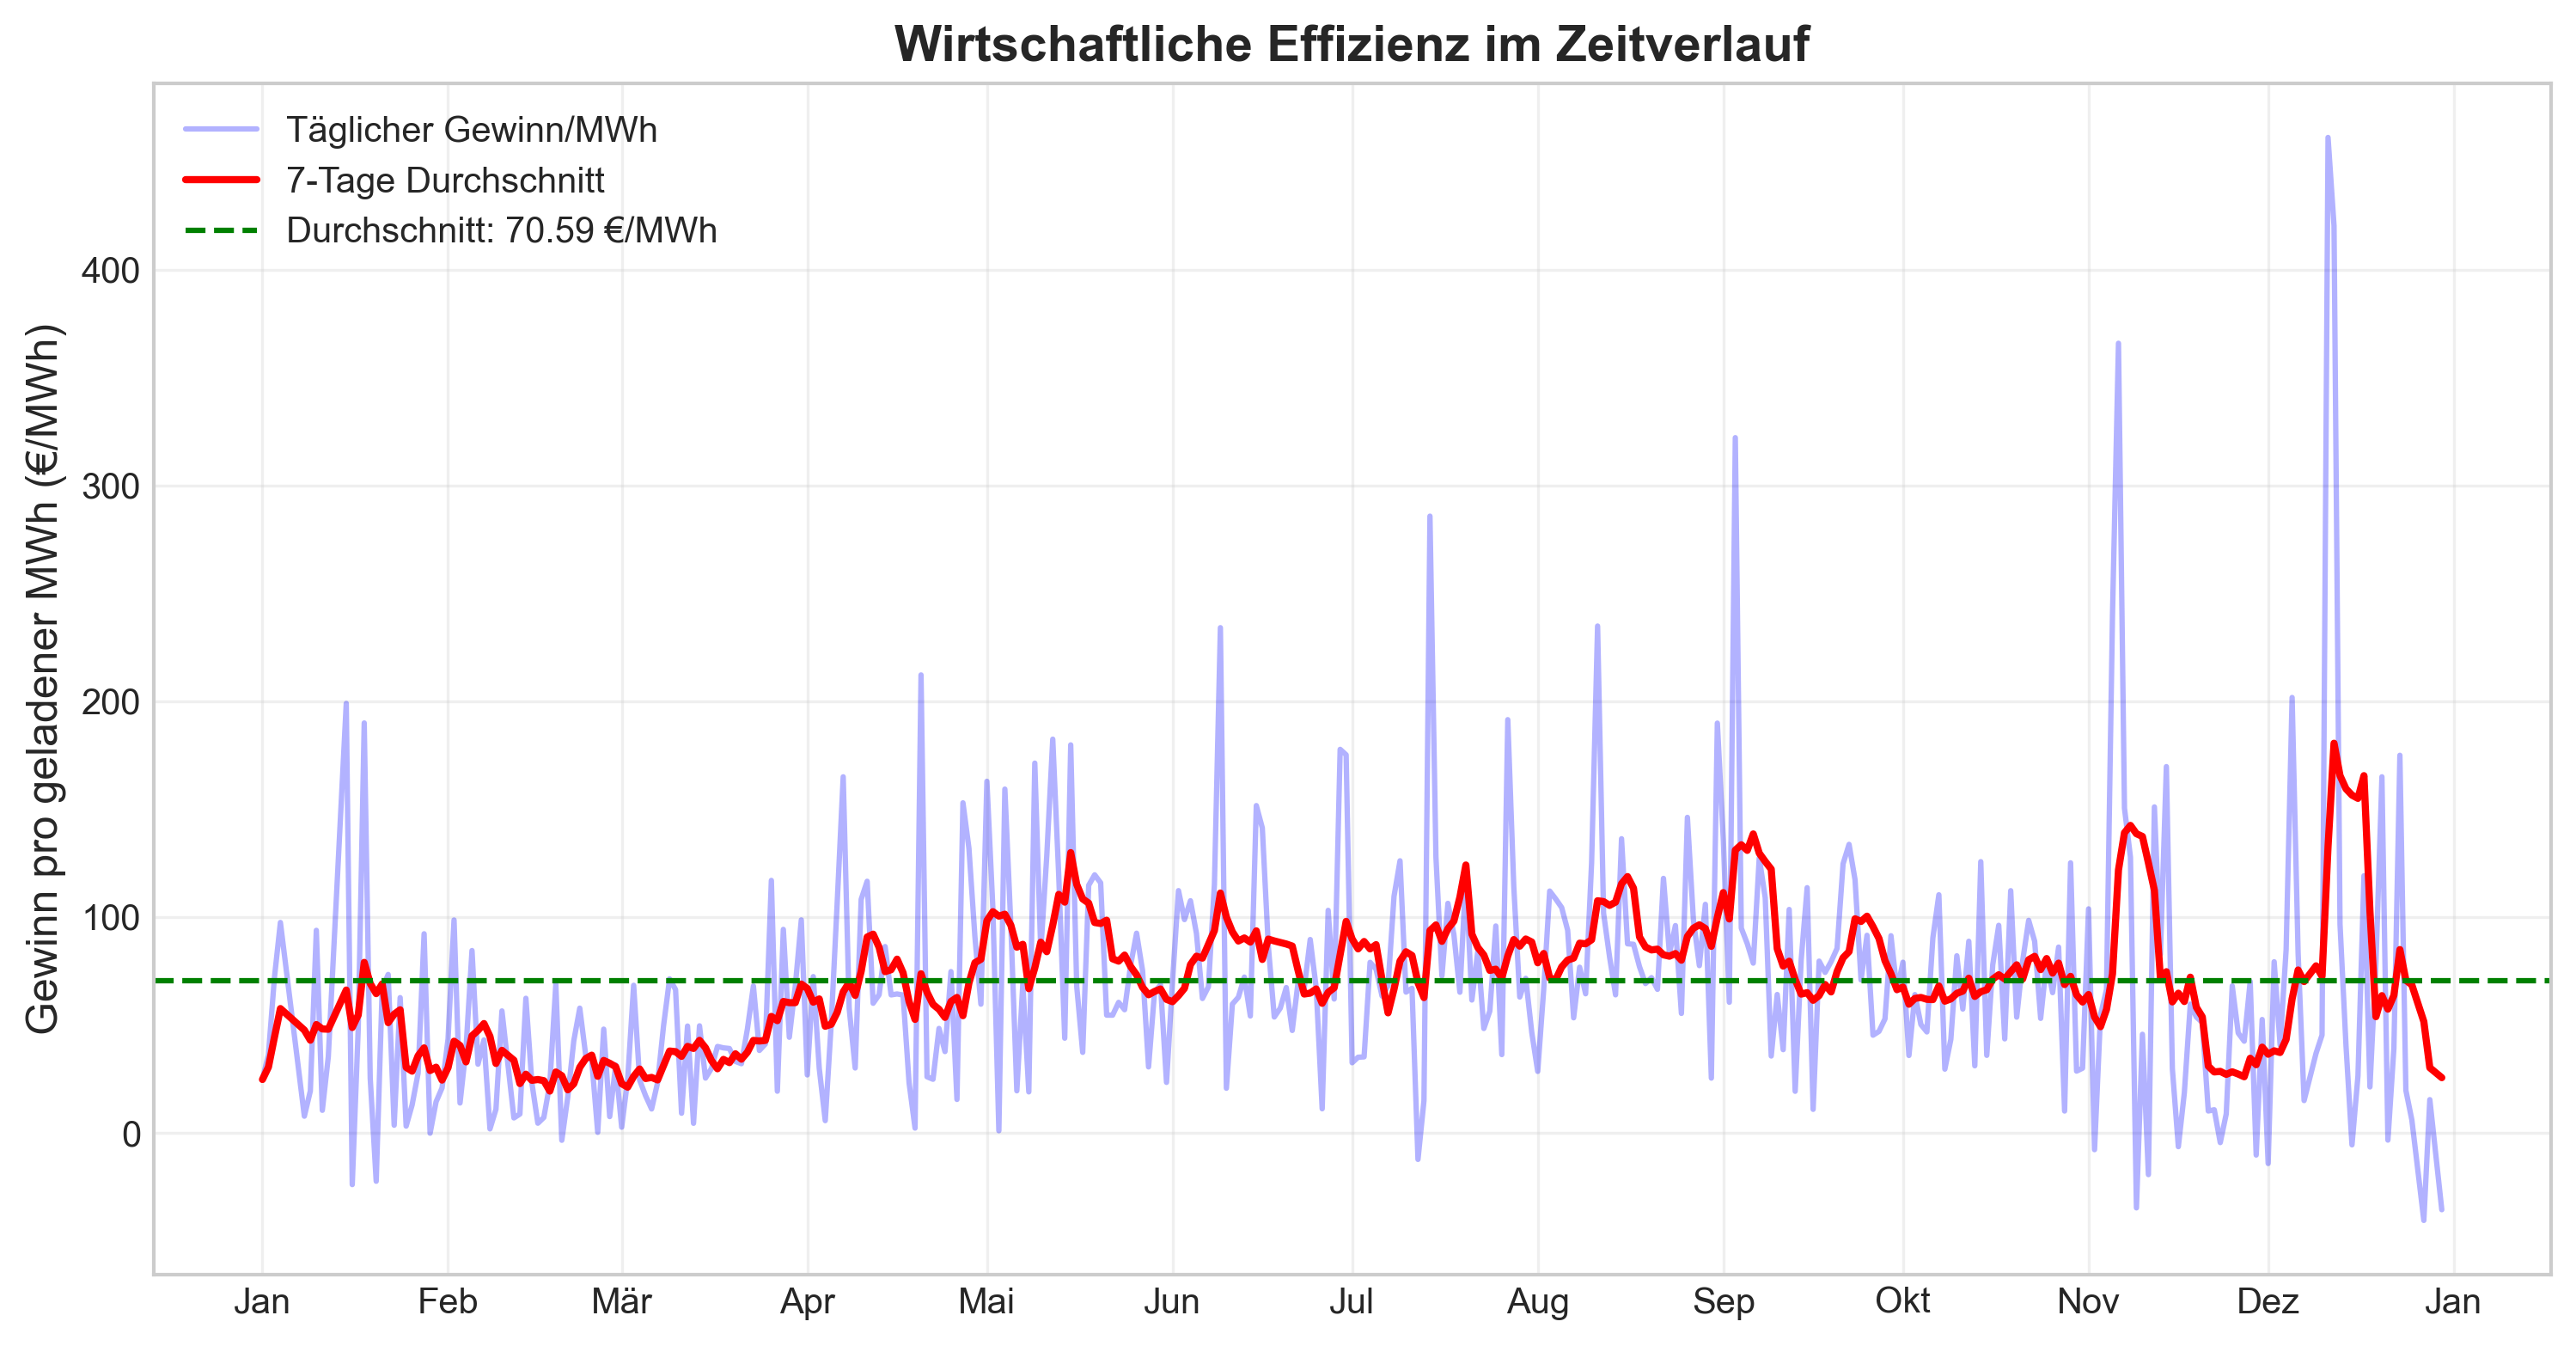 Wirtschaftliche Effizienz im Zeitverlauf
Täglicher Gewinn/MWh
7-Tage Durchschnitt
Durchschnitt: 70.59 €/MWh
Gewinn pro geladener MWh (€/MWh)
400
300
200
100
0
Jan Feb Mär Apr Mai Jun Jul Aug Sep Okt Nov Dez Jan